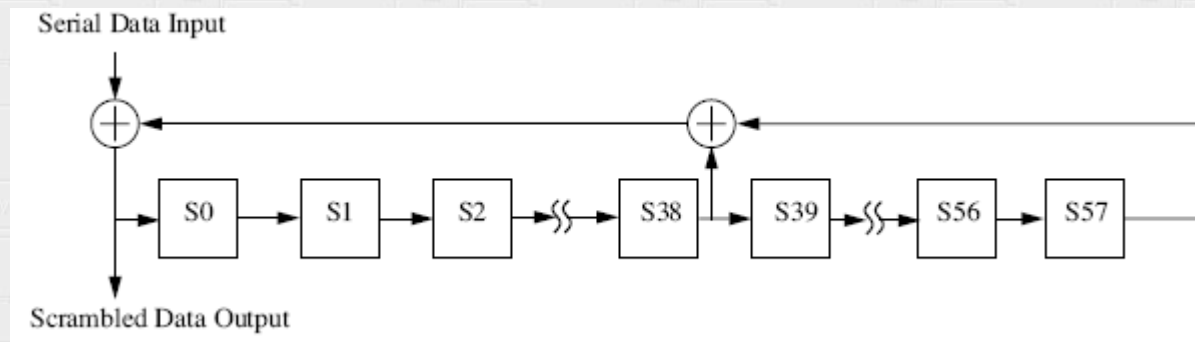 Serial Data Input
S0 S1 S2 S38 S39 S56 S57
Scrambled Data Output